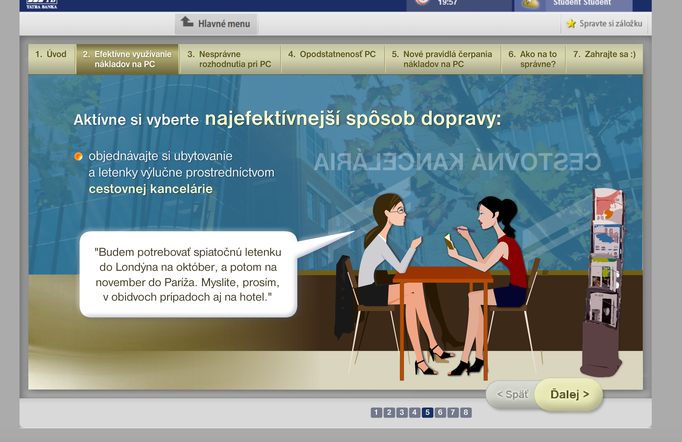 TATRA BANKA
19:57
Student Student
Hlavné menu
Spravte si záložku
1. Úvod
2. Efektívne využívanie
nákladov na PC
3. Nesprávne
rozhodnutia pri PC
4. Opodstatnenosť PC
5. Nové pravidlá čerpania
nákladov na PC
6. Ako na to
správne?
7. Zahrajte sa :)
Aktívne si vyberte najefektívnejší spôsob dopravy:
objednávajte si ubytovanie
a letenky výlučne prostredníctvom
cestovnej kancelárie
CESTOVNÁ KANCELÁRIA
"Budem potrebovať spiatočnú letenku
do Londýna na október, a potom na
november do Paríža. Myslite, prosím,
v obidvoch prípadoch aj na hotel."
< Späť
Ďalej >
1 2 3 4 5 6 7 8